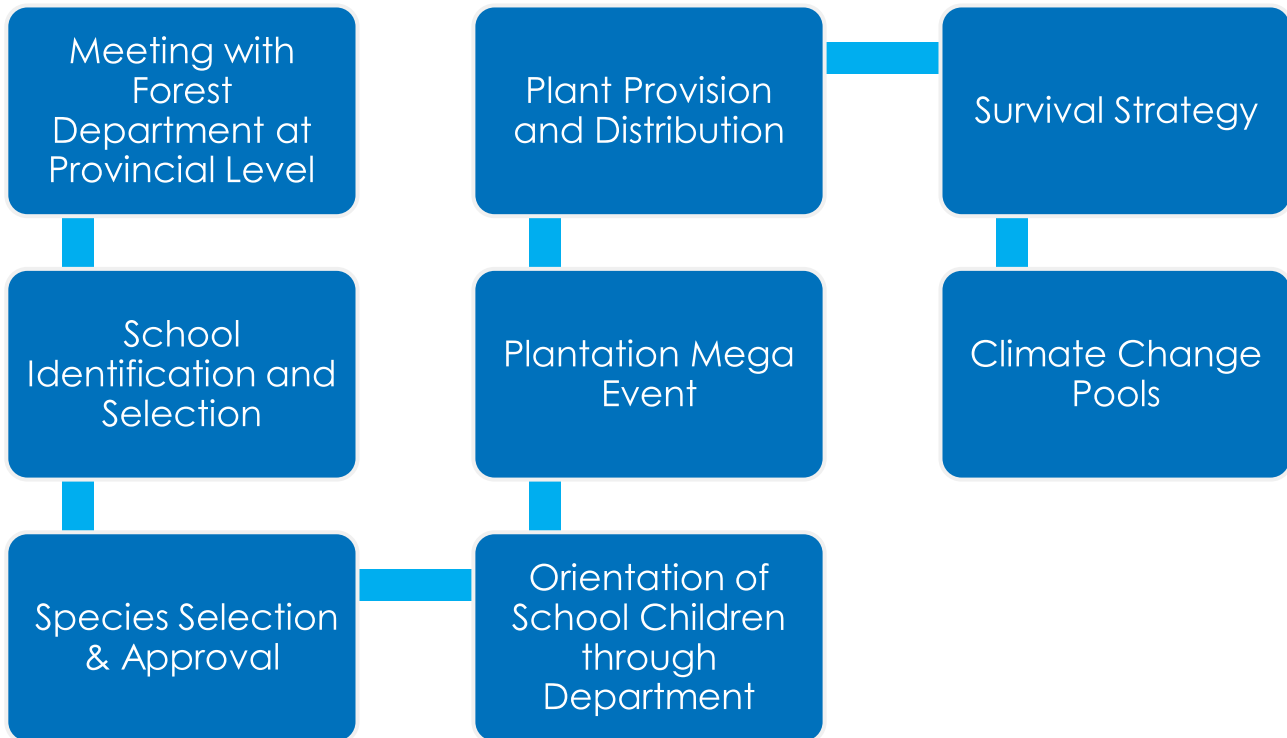 Meeting with
Forest
Department at
Provincial Level
School
Identification and
Selection
Species Selection
& Approval
Orientation of
School Children
through
Department
Plantation Mega
Event
Plant Provision
and Distribution
Survival Strategy
Climate Change
Pools